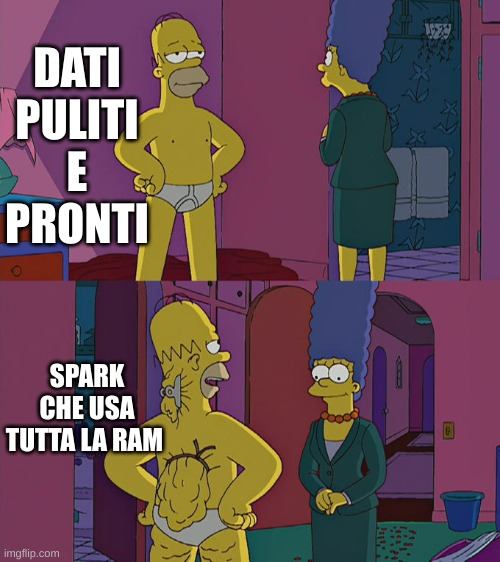 DATI
PULITI
E
PRONTI
SPARK
CHE USA
TUTTA LA RAM
imgflip.com